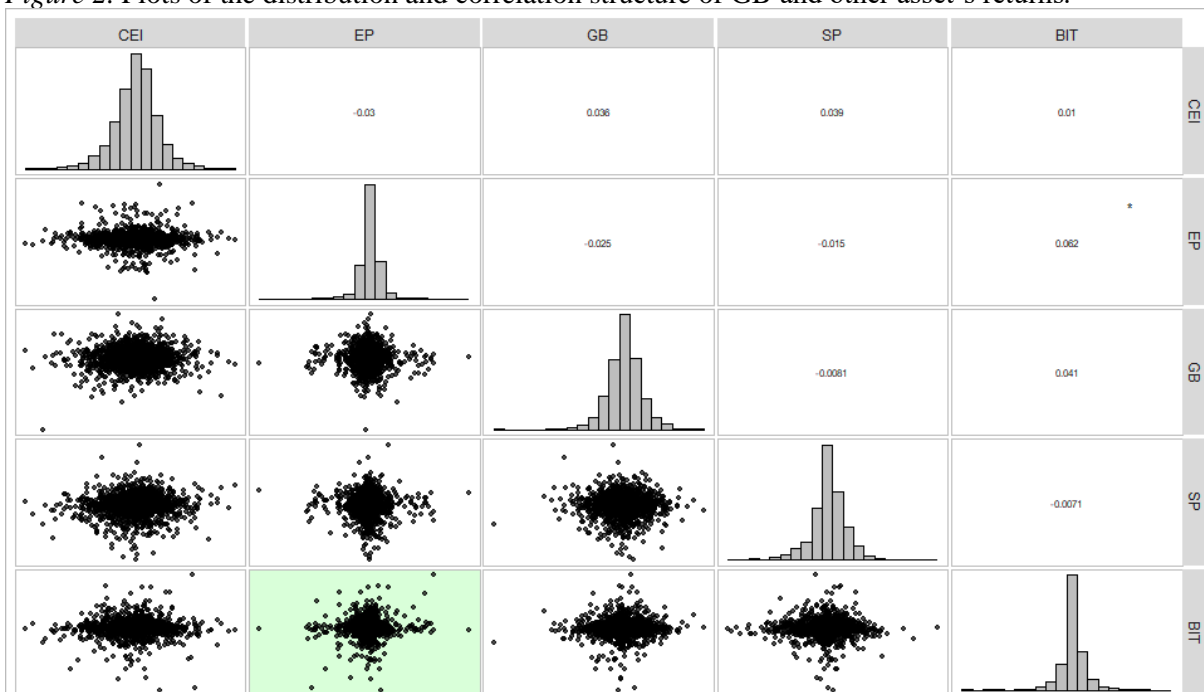 Figure 2. Plots of the distribution and correlation structure of GB and other asset's returns.
CEI EP GB SP BIT
-0.03 0.036 0.039 0.01 CEI
*
-0.025 -0.015 0.062 EP
-0.0081 0.041 GB
-0.0071 SP
BIT